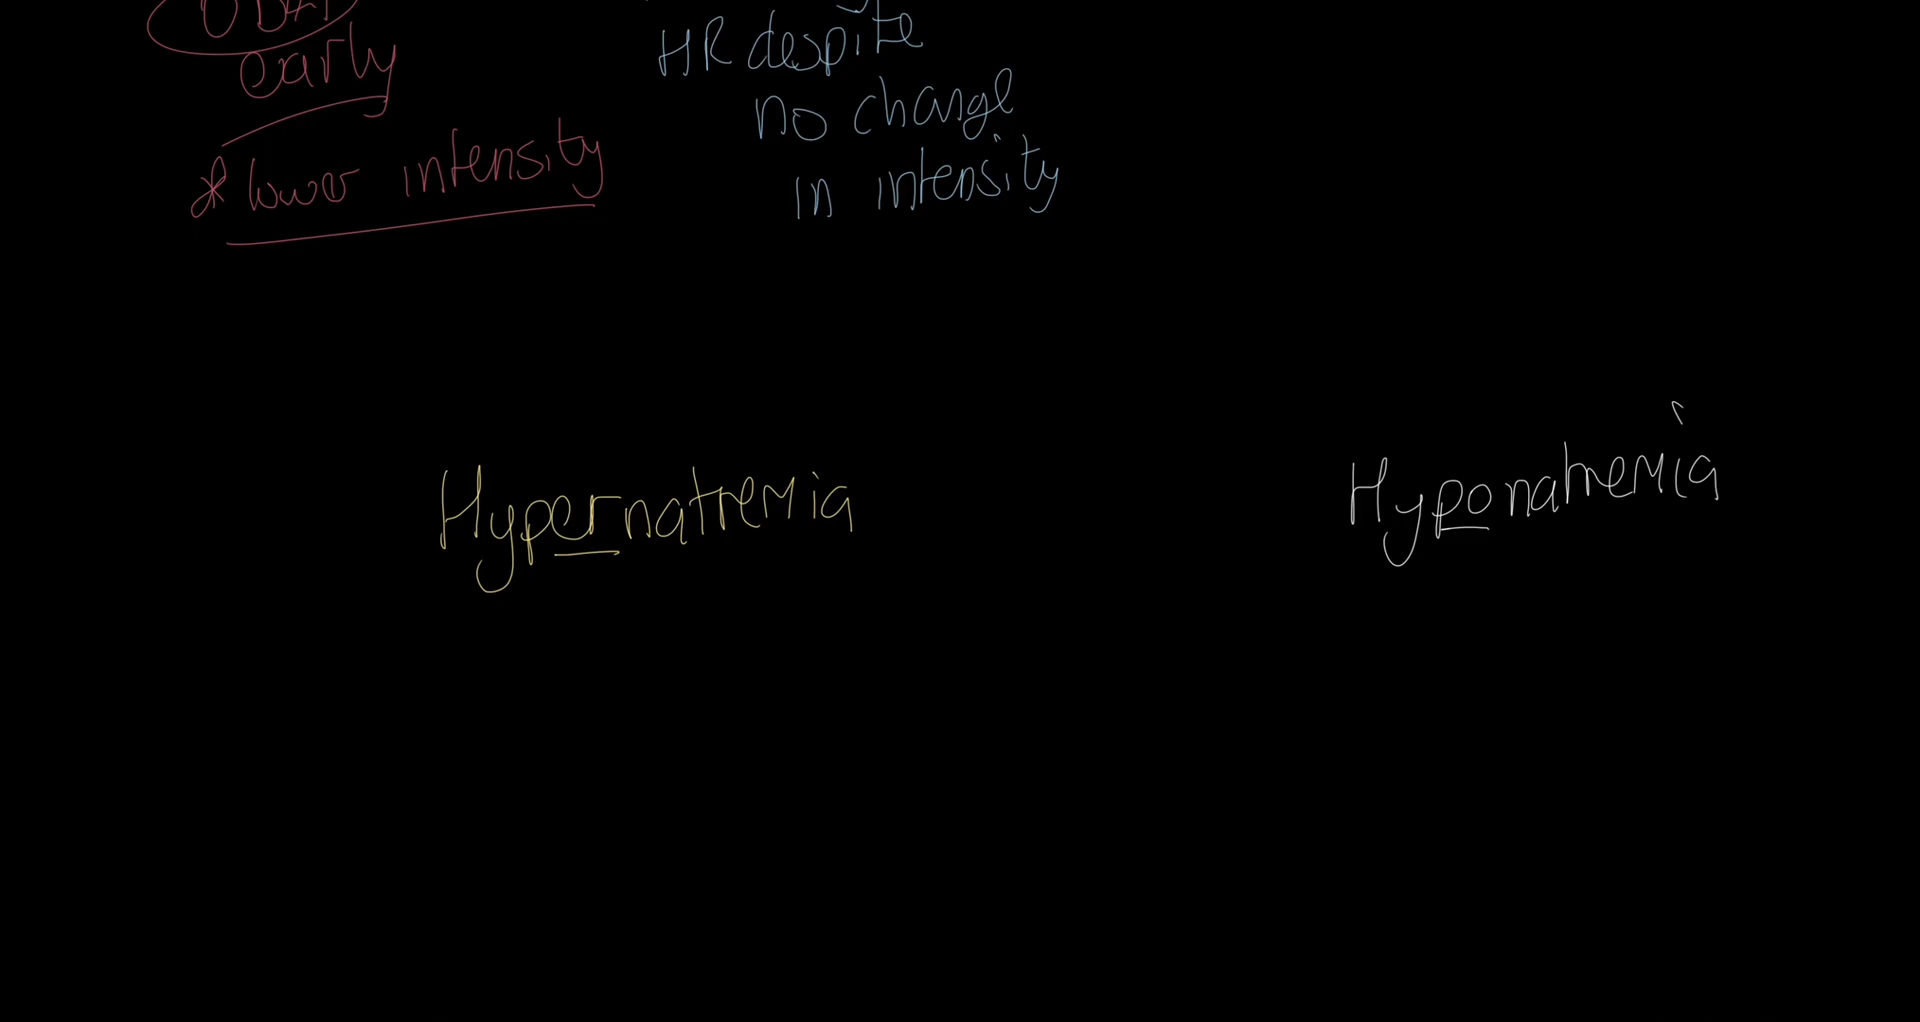 early
* lower intensity
HR despite
no change
in intensity
Hypernatremia
Hyponatremia